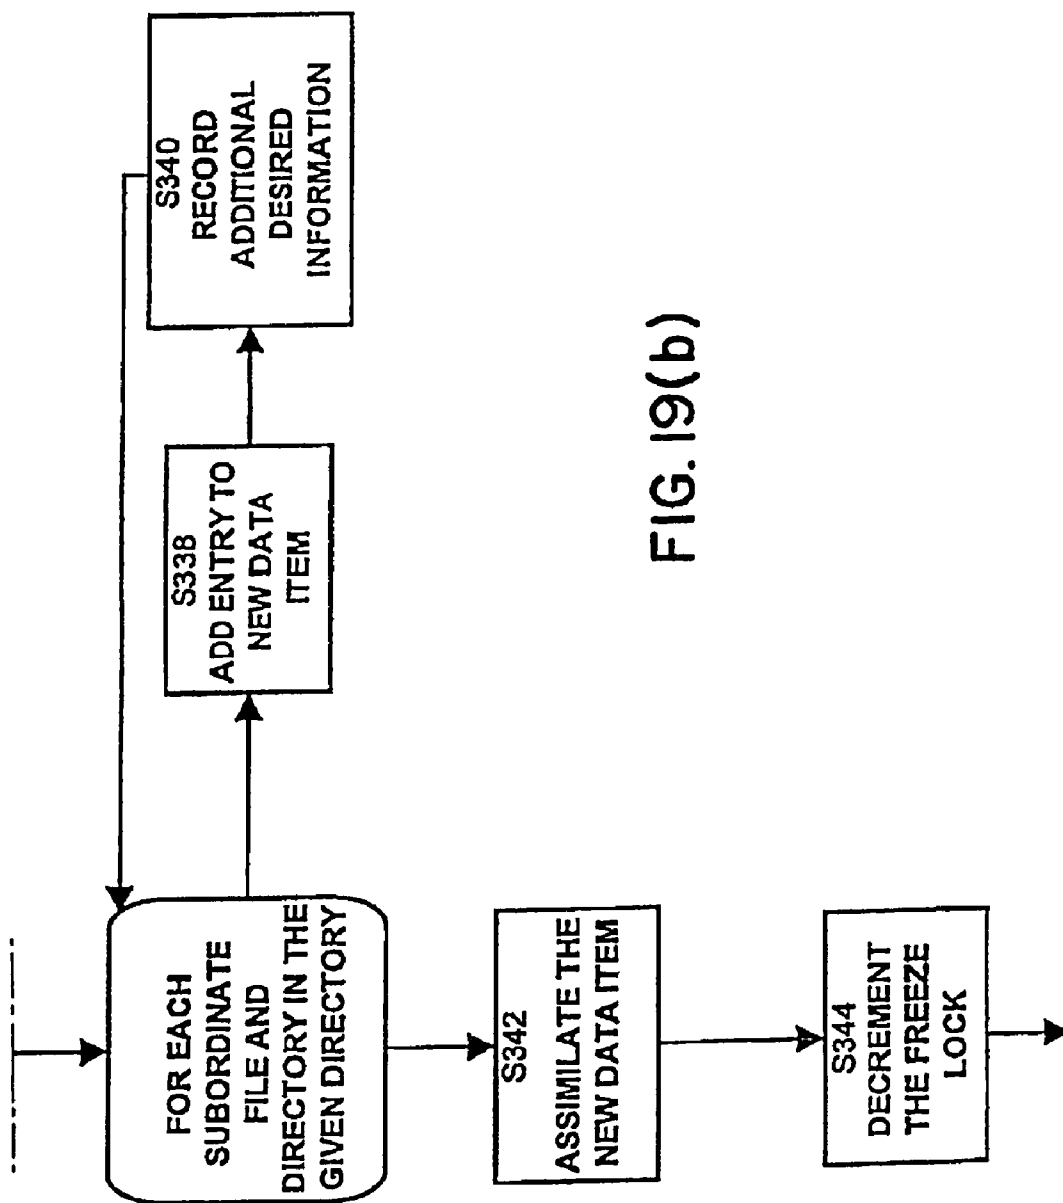 FOR EACH
SUBORDINATE
FILE AND
DIRECTORY IN THE
GIVEN DIRECTORY
S338
ADD ENTRY TO
NEW DATA
ITEM
S340
RECORD
ADDITIONAL
DESIRED
INFORMATION
S342
ASSIMILATE THE
NEW DATA ITEM
S344
DECREMENT
THE FREEZE
LOCK
FIG. 19(b)